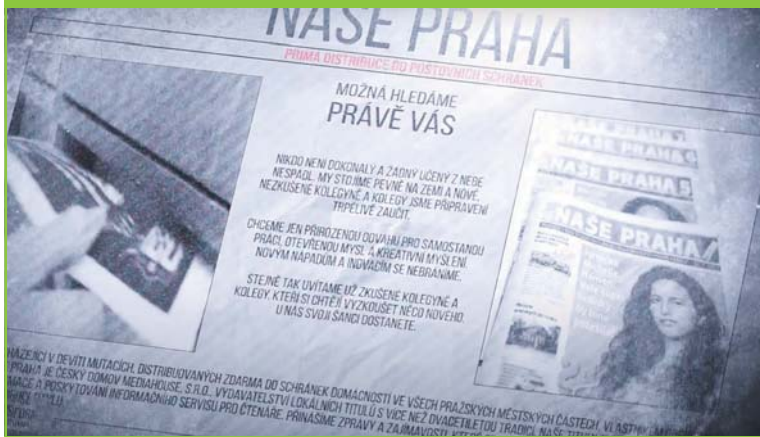 NAŠE PRAHA
PŘÍMÁ DISTRIBUCE DO POŠTOVNÍCH SCHRÁNEK
MOŽNÁ HLEDÁME
PRÁVĚ VÁS
NIKDO NENÍ DOKONALÝ A ŽÁDNÝ UČENÝ Z NEBE
NESPADL. MY STOJÍME PEVNĚ NA ZEMI A NOVÉ,
NEZKUŠENÉ KOLEGYNĚ A KOLEGY JSME PŘIPRAVENI
TRPĚLIVĚ ZAUČIT.
CHCEME JEN PŘIROZENOU ODVAHU PRO SAMOSTANOU
PRÁCI, OTEVŘENOU MYSL A KREATIVNÍ MYŠLENÍ.
NOVÝM NÁPADŮM A INOVACÍM SE NEBRÁNÍME.
STEJNĚ TAK UVÍTÁME UŽ ZKUŠENÉ KOLEGYNĚ A
KOLEGY, KTEŘÍ SI CHTĚJÍ VYZKOUŠET NĚCO NOVÉHO.
U NÁS SVOJI ŠANCI DOSTANETE.
NAŠE PRAHA 6
NAŠE PRAHA 5
NAŠE PRAHA
HÁZEJÍCÍ V DEVÍTI MUTACÍCH, DISTRIBUOVANÝCH ZDARMA DO SCHRÁNEK DOMÁCNOSTÍ VE VŠECH PRAŽSKÝCH MĚSTSKÝCH ČÁSTECH.
PRAHA JE ČESKÝ DOMOV MEDIAHOUSE, S.R.O., VYDAVATELSTVÍ LOKÁLNÍCH TITULŮ S VÍCE NEŽ DVACETILETOU TRADICÍ. NAŠE
MACE A POSKYTOVÁNÍ INFORMAČNÍHO SERVISU PRO ČTENÁŘE. PŘINÁŠÍME ZPRÁVY A ZAJÍMAVOSTI,